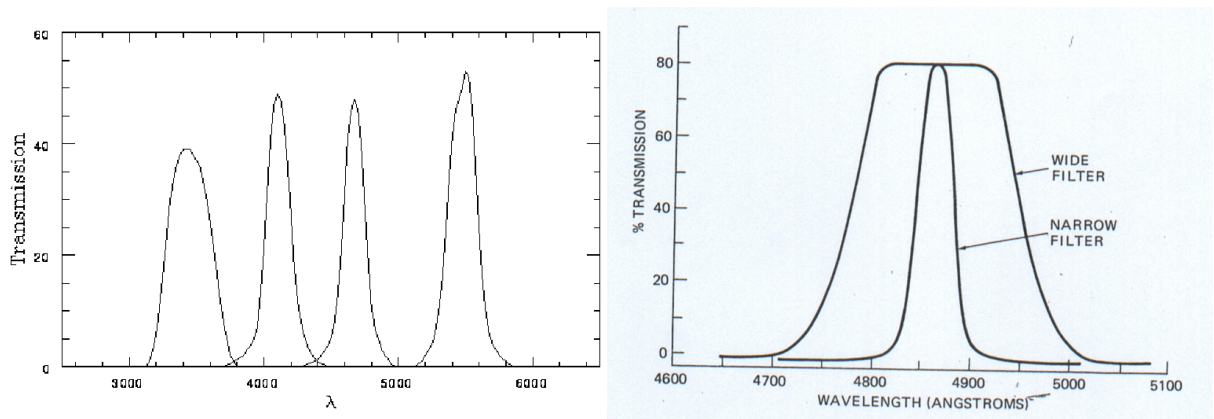 60
40
20
0
Transmission
3000
4000
5000
6000
λ
80
60
40
20
0
% TRANSMISSION
WIDE
FILTER
NARROW
FILTER
4600
4700
4800
4900
5000
5100
WAVELENGTH (ANGSTROMS)